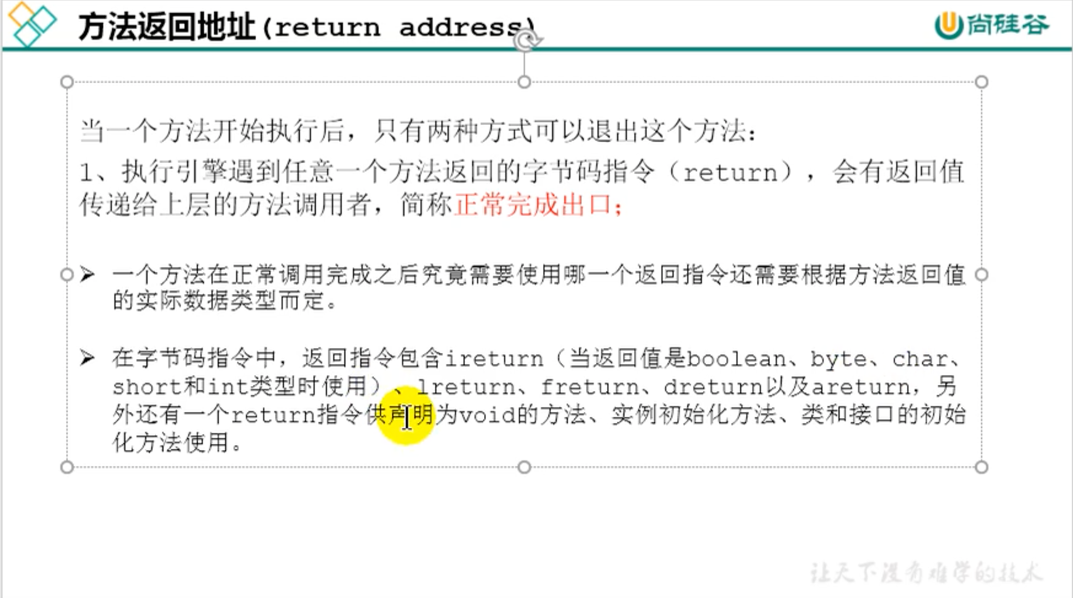 方法返回地址(return address)
尚硅谷
当一个方法开始执行后，只有两种方式可以退出这个方法：
1、执行引擎遇到任意一个方法返回的字节码指令（return），会有返回值
传递给上层的方法调用者，简称正常完成出口；
➢ 一个方法在正常调用完成之后究竟需要使用哪一个返回指令还需要根据方法返回值
的实际数据类型而定。
➢ 在字节码指令中，返回指令包含ireturn（当返回值是boolean、byte、char、
short和int类型时使用）、lreturn、freturn、dreturn以及areturn，另
外还有一个return指令供声明为void的方法、实例初始化方法、类和接口的初始
化方法使用。
让天下没有难学的技术